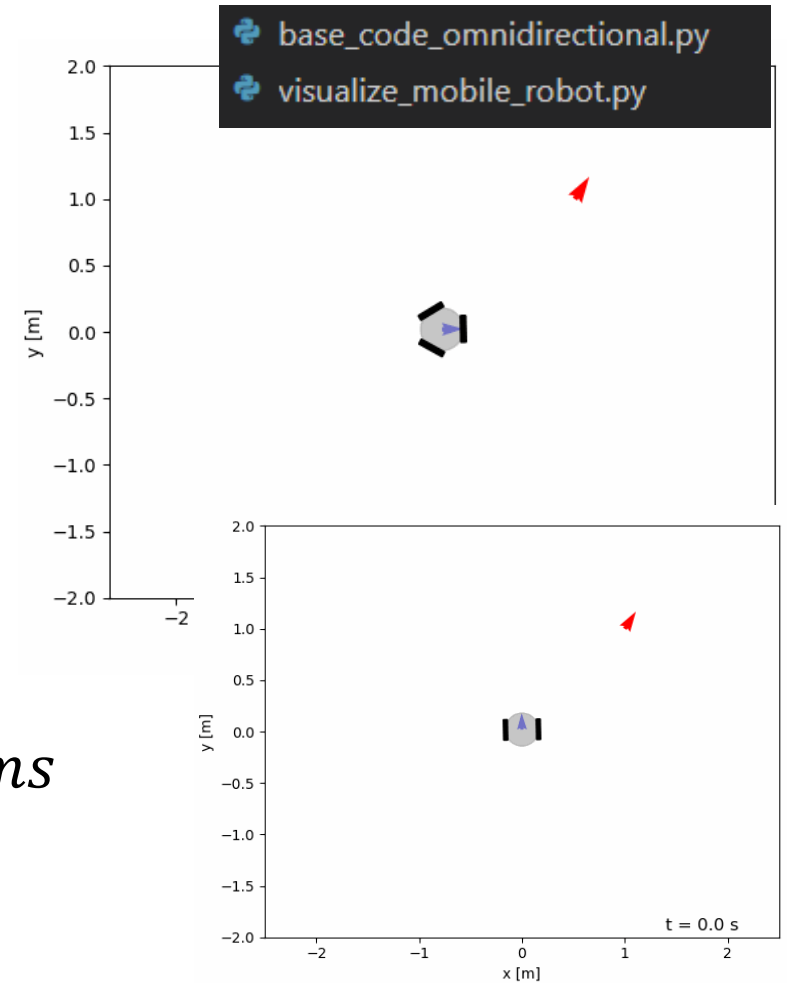 base_code_omnidirectional.py
visualize_mobile_robot.py
2.0
1.5
1.0
0.5
0.0
−0.5
−1.0
−1.5
−2.0
y [m]
−2
ns
2.0
1.5
1.0
0.5
0.0
−0.5
−1.0
−1.5
−2.0
y [m]
t = 0.0 s
−2 −1 0 1 2
x [m]